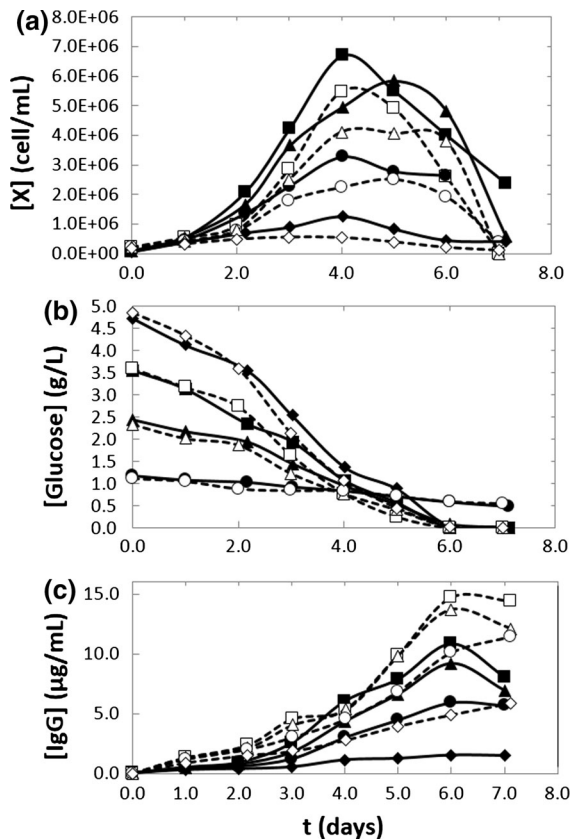 (a)
[X] (cell/mL)
8.0E+06
7.0E+06
6.0E+06
5.0E+06
4.0E+06
3.0E+06
2.0E+06
1.0E+06
0.0E+00
0.0 2.0 4.0 6.0 8.0
(b)
[Glucose] (g/L)
5.0
4.5
4.0
3.5
3.0
2.5
2.0
1.5
1.0
0.5
0.0
0.0 2.0 4.0 6.0 8.0
(c)
[IgG] (µg/mL)
15.0
10.0
5.0
0.0
0.0 1.0 2.0 3.0 4.0 5.0 6.0 7.0 8.0
t (days)